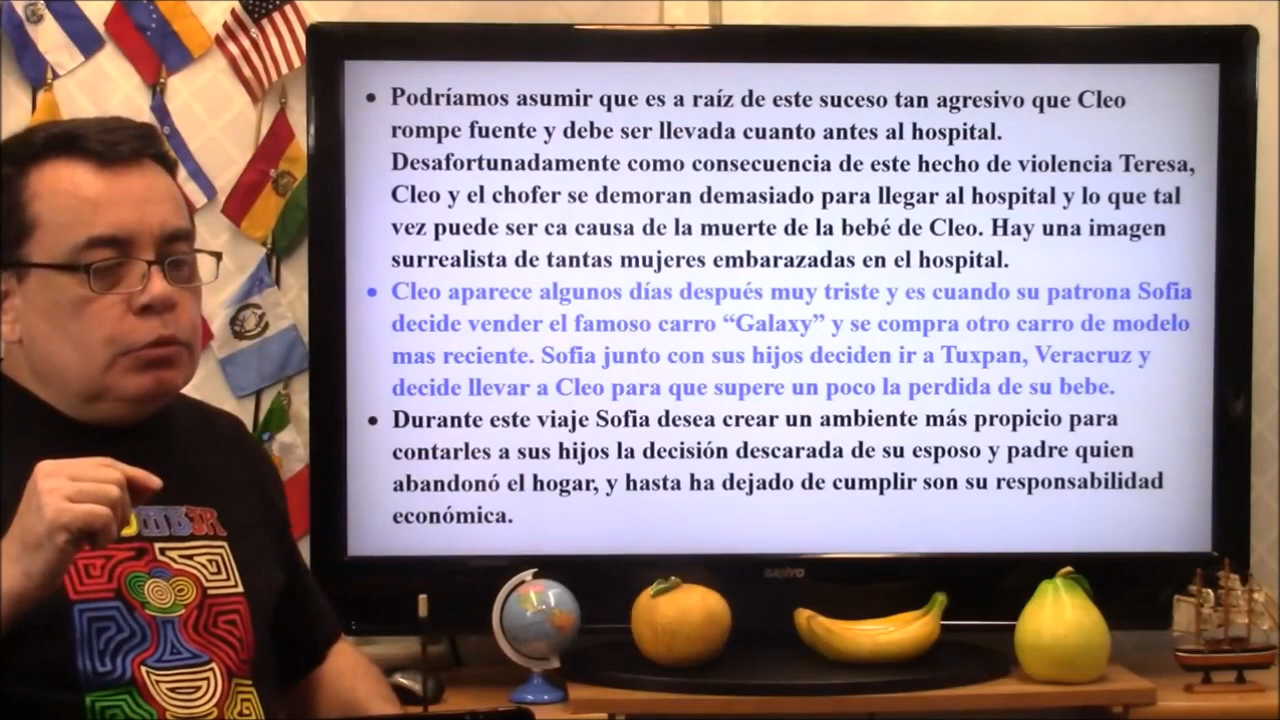 • Podríamos asumir que es a raíz de este suceso tan agresivo que Cleo
rompe fuente y debe ser llevada cuanto antes al hospital.
Desafortunadamente como consecuencia de este hecho de violencia Teresa,
Cleo y el chofer se demoran demasiado para llegar al hospital y lo que tal
vez puede ser ca causa de la muerte de la bebé de Cleo. Hay una imagen
surrealista de tantas mujeres embarazadas en el hospital.
• Cleo aparece algunos días después muy triste y es cuando su patrona Sofia
decide vender el famoso carro “Galaxy” y se compra otro carro de modelo
mas reciente. Sofia junto con sus hijos deciden ir a Tuxpan, Veracruz y
decide llevar a Cleo para que supere un poco la perdida de su bebe.
• Durante este viaje Sofia desea crear un ambiente más propicio para
contarles a sus hijos la decisión descarada de su esposo y padre quien
abandonó el hogar, y hasta ha dejado de cumplir son su responsabilidad
económica.
SANYO